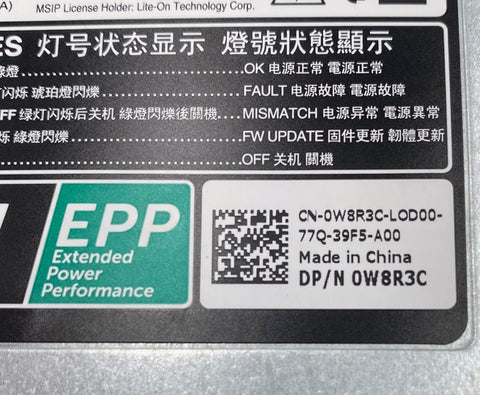 A)
MSIP License Holder: Lite-On Technology Corp.
ES 灯号状态显示 燈號狀態顯示
綠燈...OK 电源正常 電源正常
灯闪烁 琥珀燈閃爍...FAULT 电源故障 電源故障
FF 绿灯闪烁后关机 綠燈閃爍後關機...MISMATCH 电源异常 電源異常
烁 綠燈閃爍...FW UPDATE 固件更新 韌體更新
...OFF 关机 關機
EPP
Extended
Power
Performance
CN-0W8R3C-LOD00-
77Q-39F5-A00
Made in China
DP/N 0W8R3C